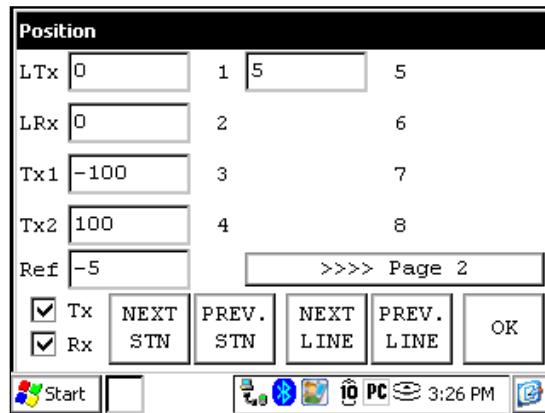 Position
LTx 0 1 5 5
LRx 0 2 6
Tx1 -100 3 7
Tx2 100 4 8
Ref -5 >>>> Page 2
Tx NEXT STN PREV. STN NEXT LINE PREV. LINE OK
Rx
Start PC 3:26 PM